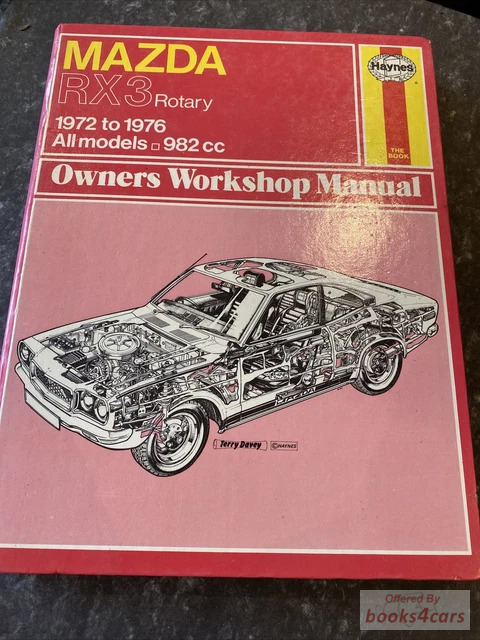 MAZDA
RX3 Rotary
1972 to 1976
All models 982 cc
Haynes
THE
BOOK
Owners Workshop Manual
Terry Davey
© HAYNES
Offered By
books4cars